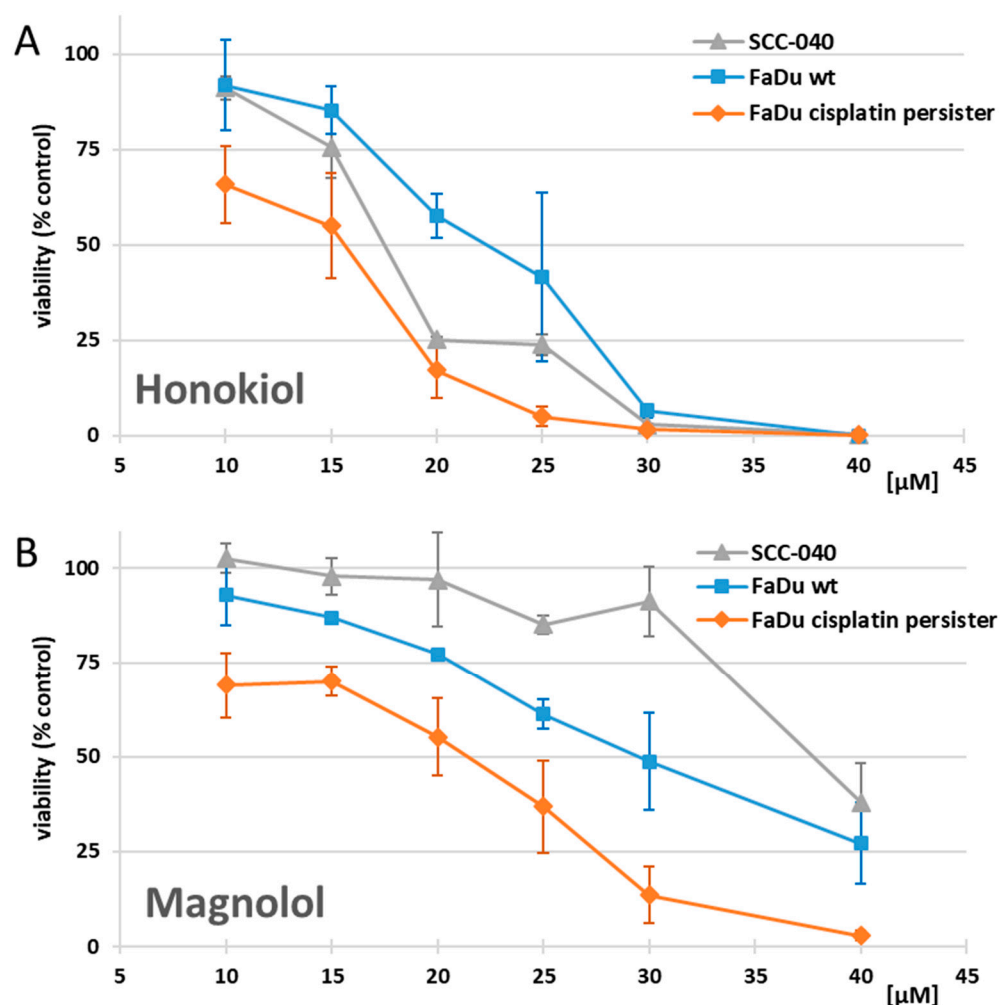 A
SCC-040
FaDu wt
FaDu cisplatin persister
viability (% control)
100
75
50
25
0
Honokiol
5 10 15 20 25 30 35 40 45
[µM]
B
SCC-040
FaDu wt
FaDu cisplatin persister
viability (% control)
100
75
50
25
0
Magnolol
5 10 15 20 25 30 35 40 45
[µM]